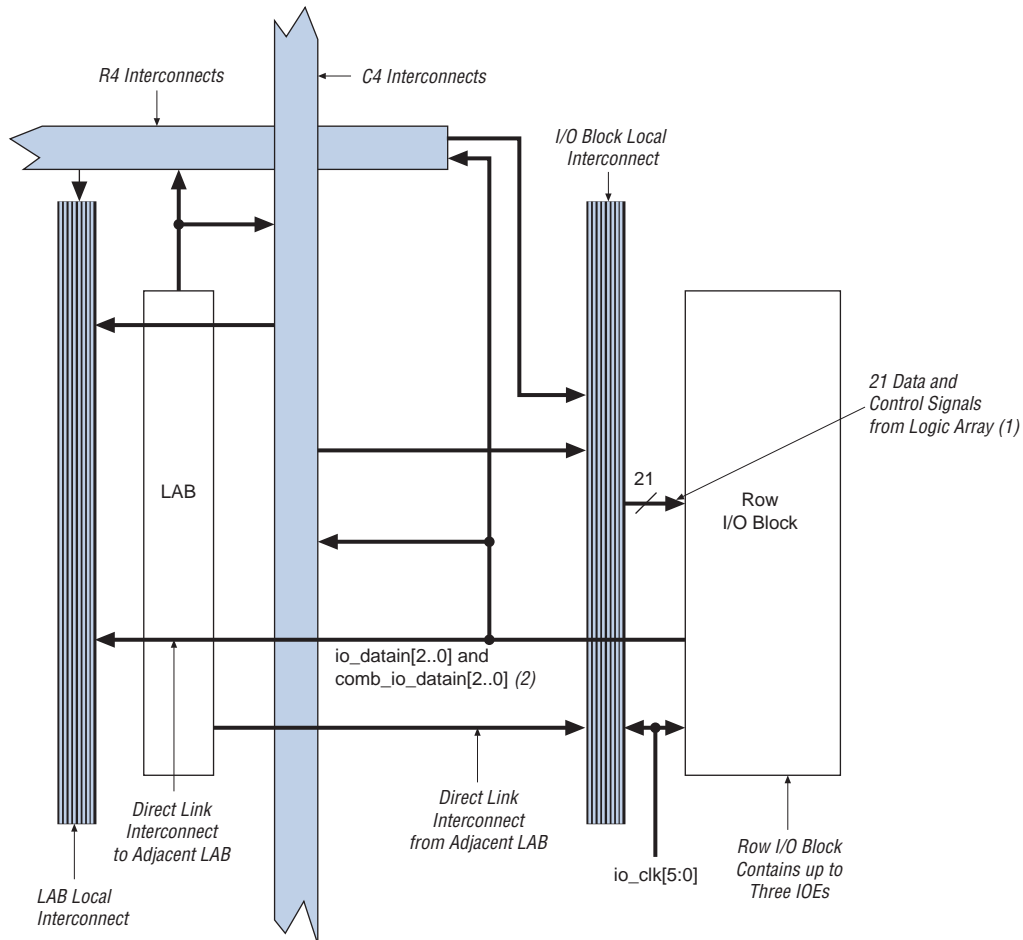 R4 Interconnects
C4 Interconnects
I/O Block Local
Interconnect
21 Data and
Control Signals
from Logic Array (1)
21
LAB
Row
I/O Block
io_datain[2..0] and
comb_io_datain[2..0] (2)
Direct Link
Interconnect
to Adjacent LAB
Direct Link
Interconnect
from Adjacent LAB
Row I/O Block
Contains up to
Three IOEs
io_clk[5:0]
LAB Local
Interconnect